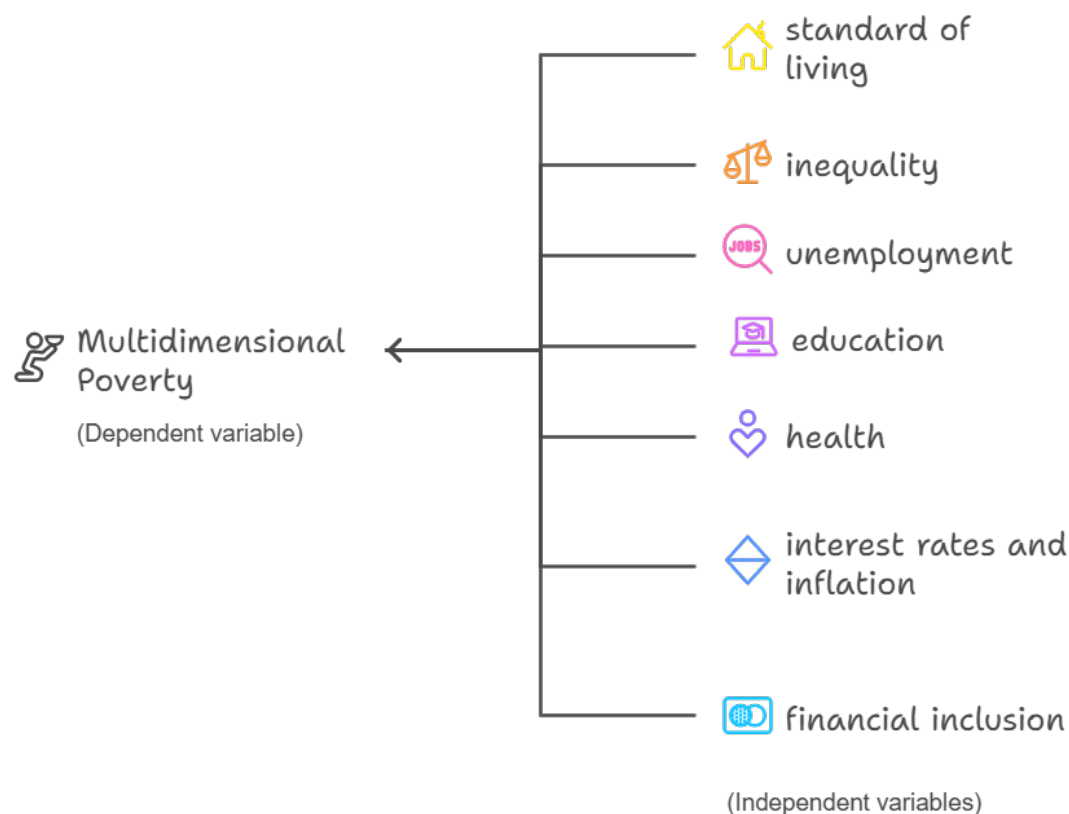 standard of
living
inequality
JOBS
unemployment
Multidimensional
Poverty
(Dependent variable)
education
health
interest rates and
inflation
financial inclusion
(Independent variables)